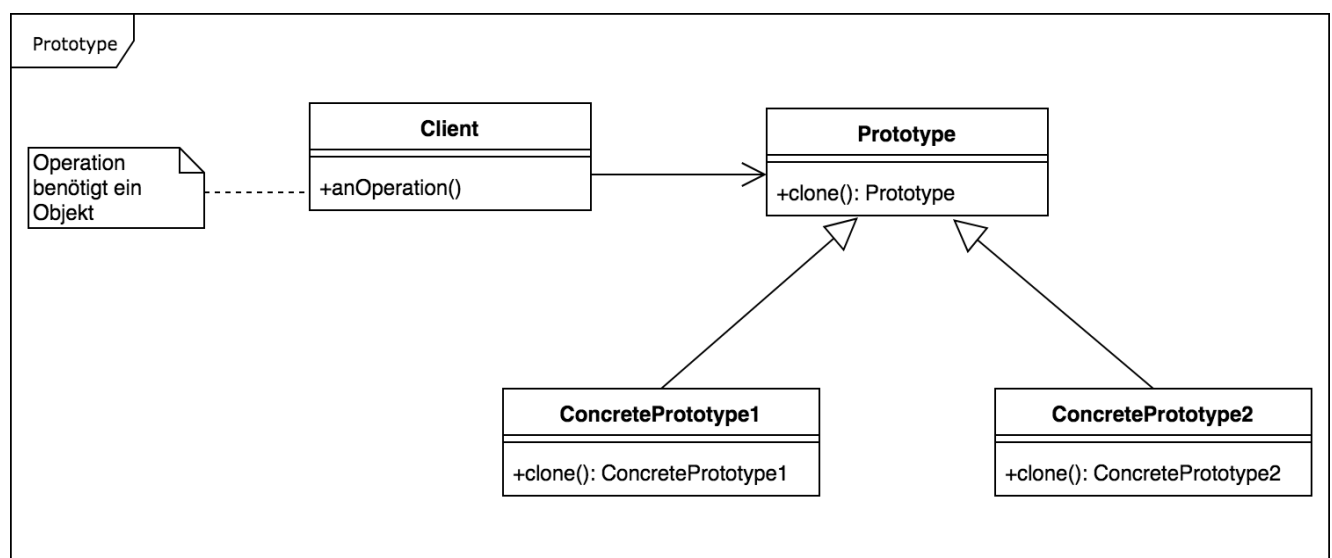 Prototype
Client
+anOperation()
Operation
benötigt ein
Objekt
Prototype
+clone(): Prototype
ConcretePrototype1
+clone(): ConcretePrototype1
ConcretePrototype2
+clone(): ConcretePrototype2